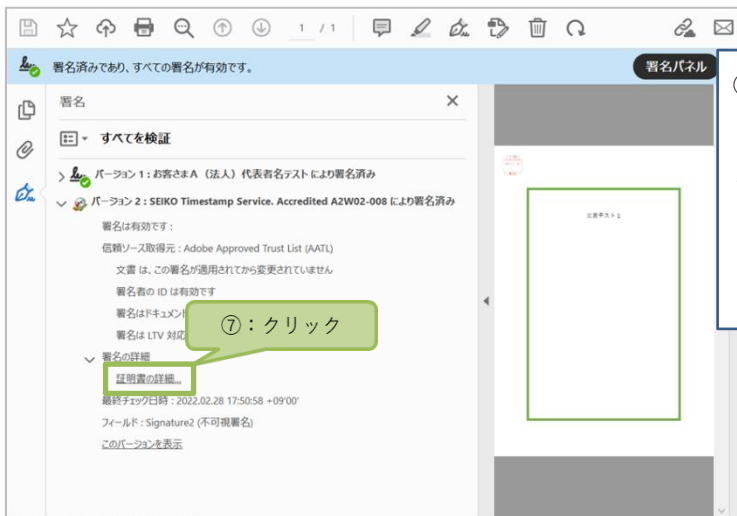 1 / 1
署名済みであり、すべての署名が有効です。
署名パネル
署名
すべてを検証
バージョン 1 : お客さまA（法人）代表者名テスト により署名済み
バージョン 2 : SEIKO Timestamp Service. Accredited A2W02-008 により署名済み
署名は有効です :
信頼ソース取得元 : Adobe Approved Trust List (AATL)
文書 は、この署名が適用されてから変更されていません
署名者の ID は有効です
署名はドキュメント
署名は LTV 対応
⑦：クリック
署名の詳細
証明書の詳細...
最終チェック日時 : 2022.02.28 17:50:58 +09'00'
フィールド : Signature2 (不可視署名)
このバージョンを表示
文書テスト1